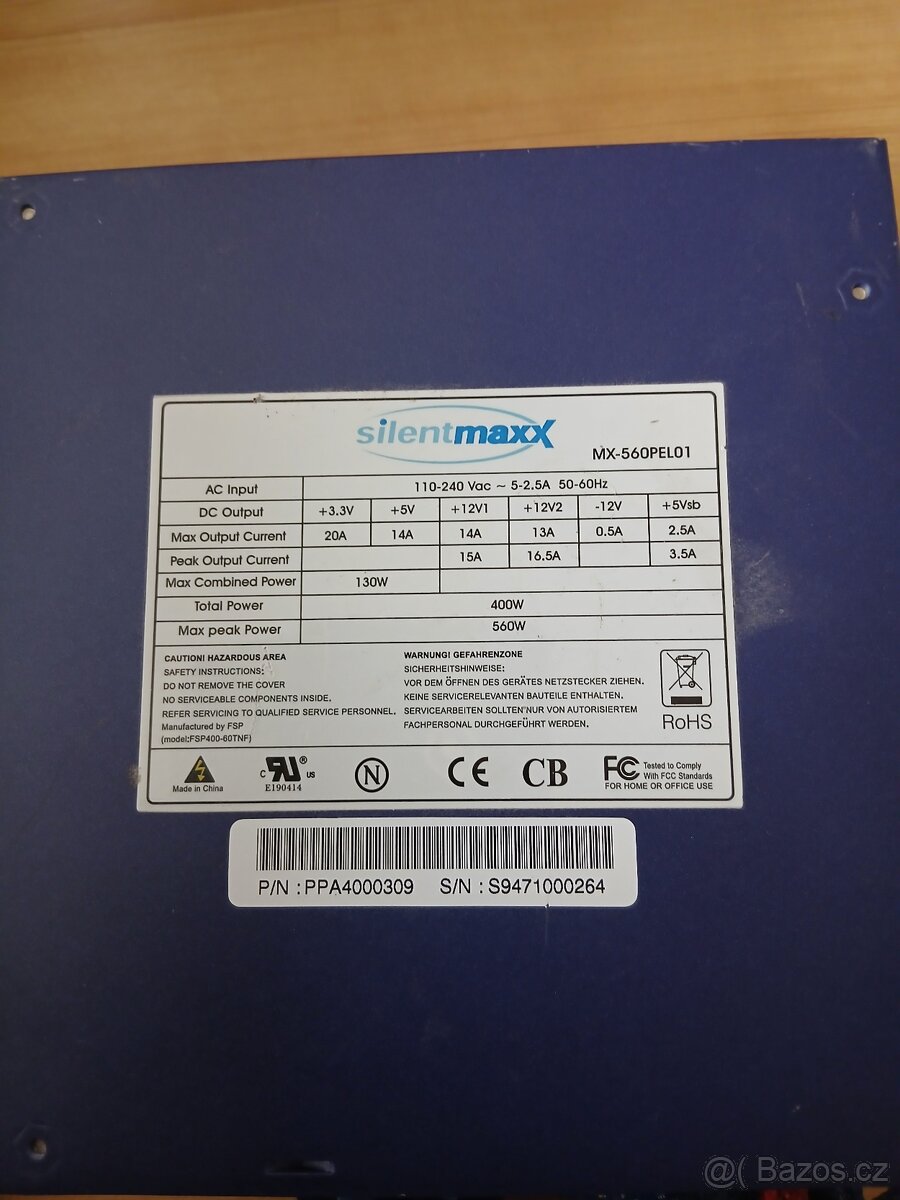 silentmaxx
MX-560PEL01
AC Input 110-240 Vac ~ 5-2.5A 50-60Hz
DC Output +3.3V +5V +12V1 +12V2 -12V +5Vsb
Max Output Current 20A 14A 14A 13A 0.5A 2.5A
Peak Output Current 15A 16.5A 3.5A
Max Combined Power 130W
Total Power 400W
Max peak Power 560W
CAUTION! HAZARDOUS AREA
SAFETY INSTRUCTIONS:
DO NOT REMOVE THE COVER
NO SERVICEABLE COMPONENTS INSIDE.
REFER SERVICING TO QUALIFIED SERVICE PERSONNEL.
Manufactured by FSP
(model:FSP400-60TNF)
WARNUNG! GEFAHRENZONE
SICHERHEITSHINWEISE:
VOR DEM ÖFFNEN DES GERÄTES NETZSTECKER ZIEHEN.
KEINE SERVICERELEVANTEN BAUTEILE ENTHALTEN.
SERVICEARBEITEN SOLLTEN NUR VON AUTORISIERTEM
FACHPERSONAL DURCHGEFÜHRT WERDEN.
RoHS
Made in China
c RU ® US
E190414
N
CE
CB
FC Tested to Comply
With FCC Standards
FOR HOME OR OFFICE USE
P/N : PPA4000309 S/N : S9471000264
@( Bazos.cz